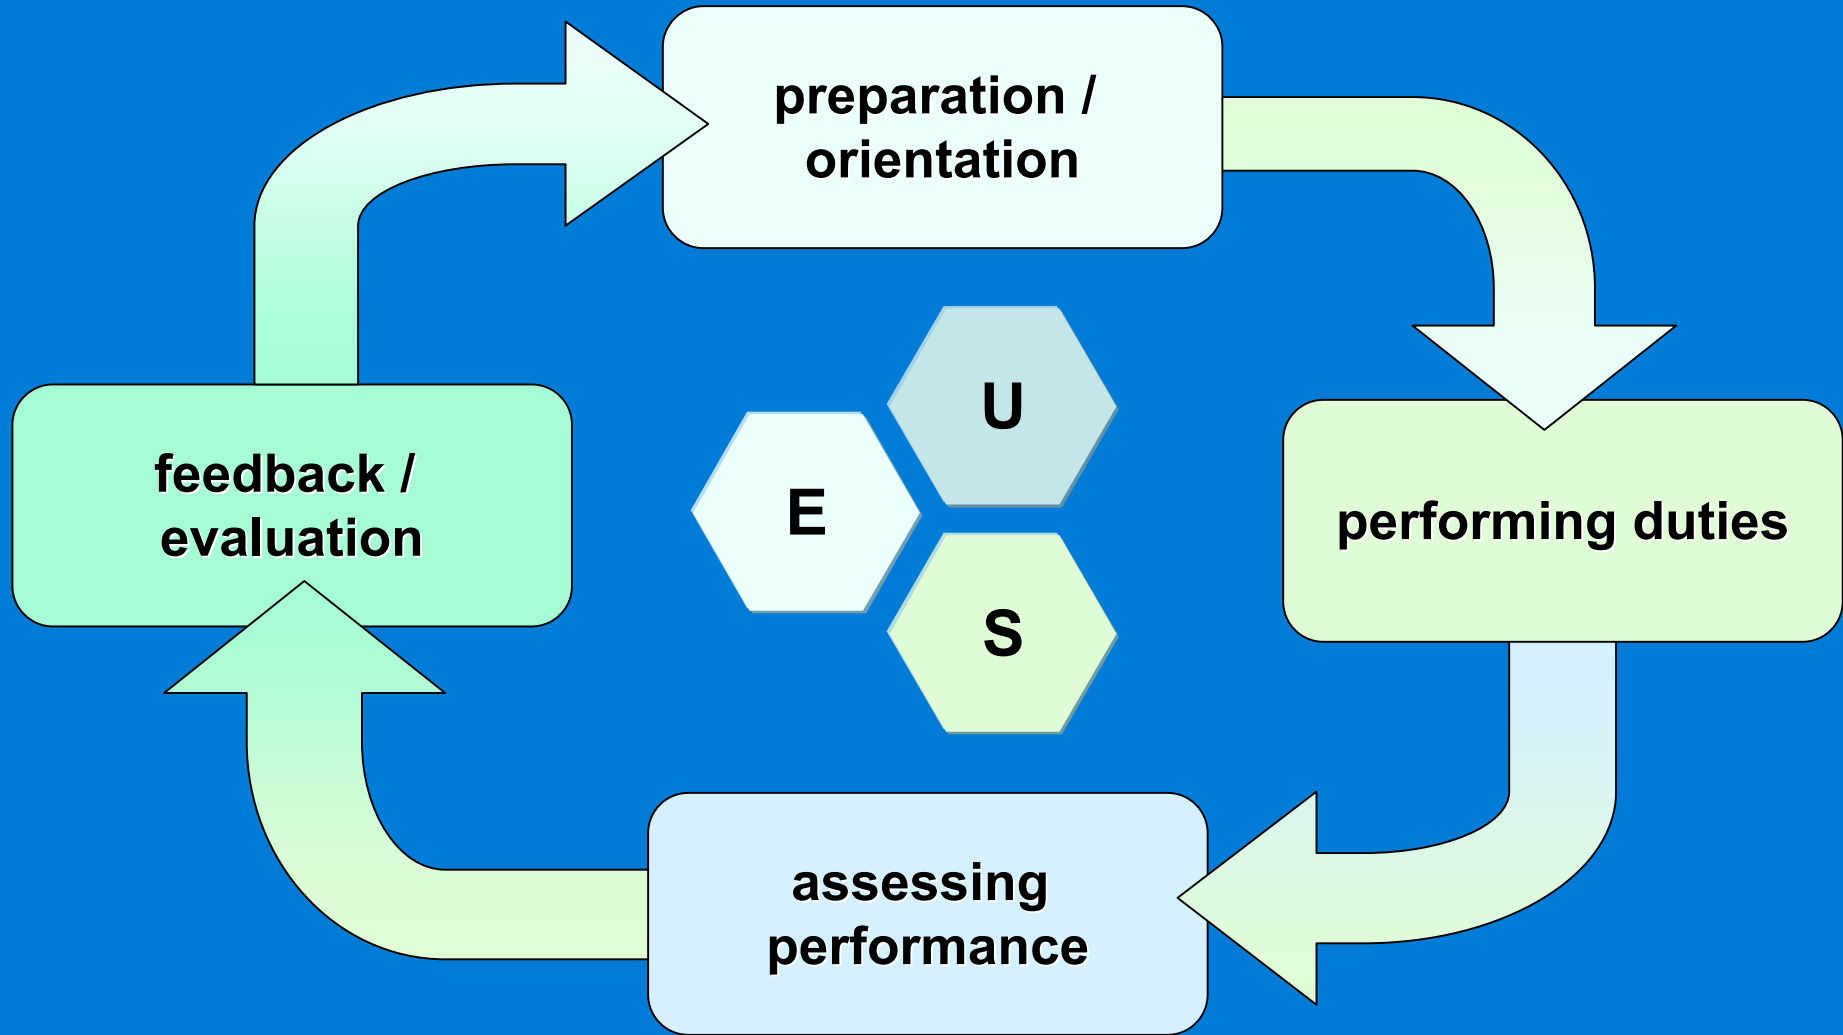 preparation /
orientation
U
E
S
feedback /
evaluation
performing duties
assessing
performance